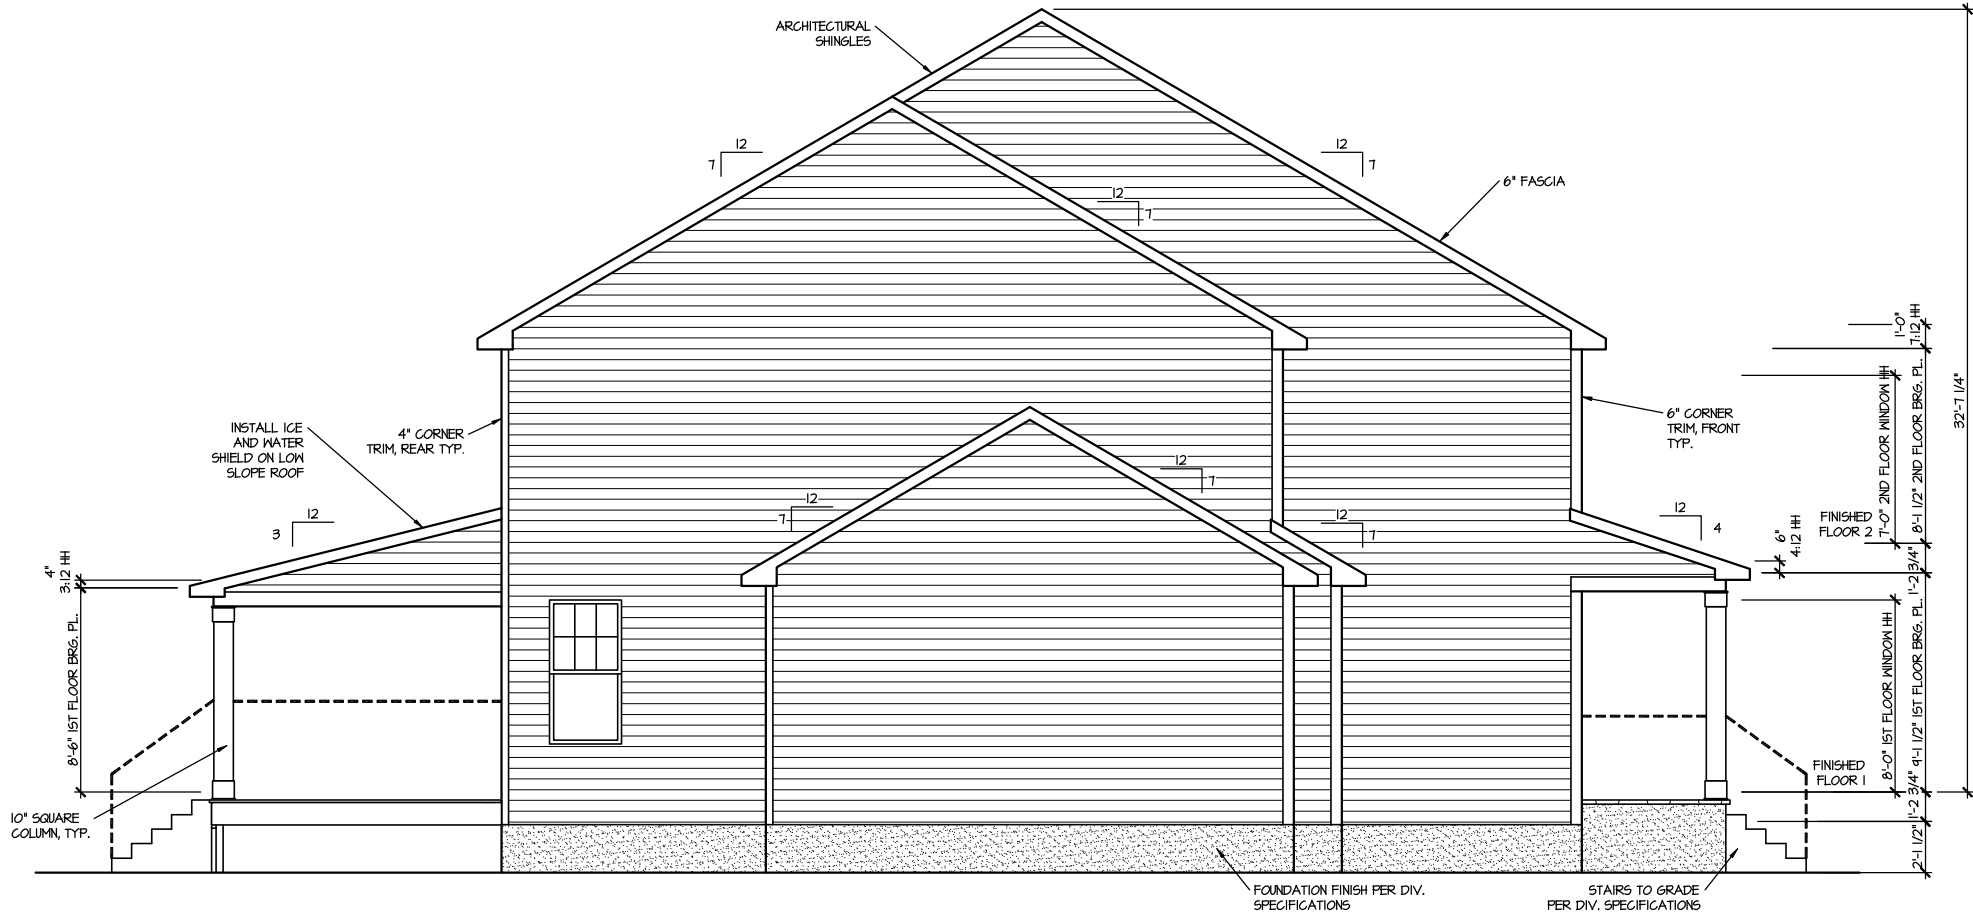 ARCHITECTURAL
SHINGLES
12
7
12
7
12
7
6" FASCIA
1'-0"
7:12 HH
32'-7 1/4"
7'-0" 2ND FLOOR WINDOW HH
8'-1 1/2" 2ND FLOOR BRG. PL.
INSTALL ICE
AND WATER
SHIELD ON LOW
SLOPE ROOF
4" CORNER
TRIM, REAR TYP.
6" CORNER
TRIM, FRONT
TYP.
12
3
12
7
12
7
12
7
12
4
FINISHED
FLOOR 2
6"
4:12 HH
1'-2 3/4"
4"
3:12 HH
8'-6" 1ST FLOOR BRG. PL.
8'-0" 1ST FLOOR WINDOW HH
9'-1 1/2" 1ST FLOOR BRG. PL.
FINISHED
FLOOR 1
1'-2 3/4"
2'-1 1/2"
10" SQUARE
COLUMN, TYP.
FOUNDATION FINISH PER DIV.
SPECIFICATIONS
STAIRS TO GRADE
PER DIV. SPECIFICATIONS